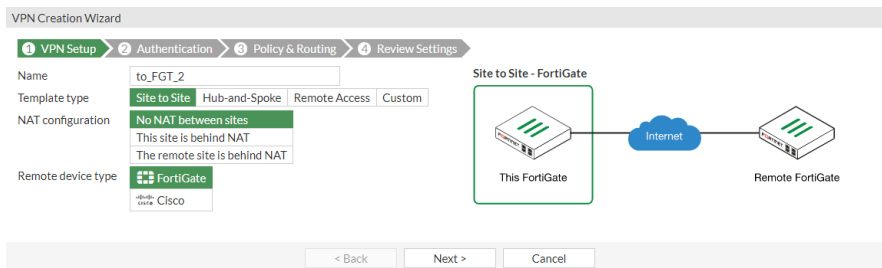 VPN Creation Wizard
1 VPN Setup 2 Authentication 3 Policy & Routing 4 Review Settings
Name to_FGT_2
Template type Site to Site Hub-and-Spoke Remote Access Custom
NAT configuration No NAT between sites
This site is behind NAT
The remote site is behind NAT
Remote device type FortiGate
CISCO Cisco
Site to Site - FortiGate
Internet
This FortiGate
Remote FortiGate
< Back Next > Cancel